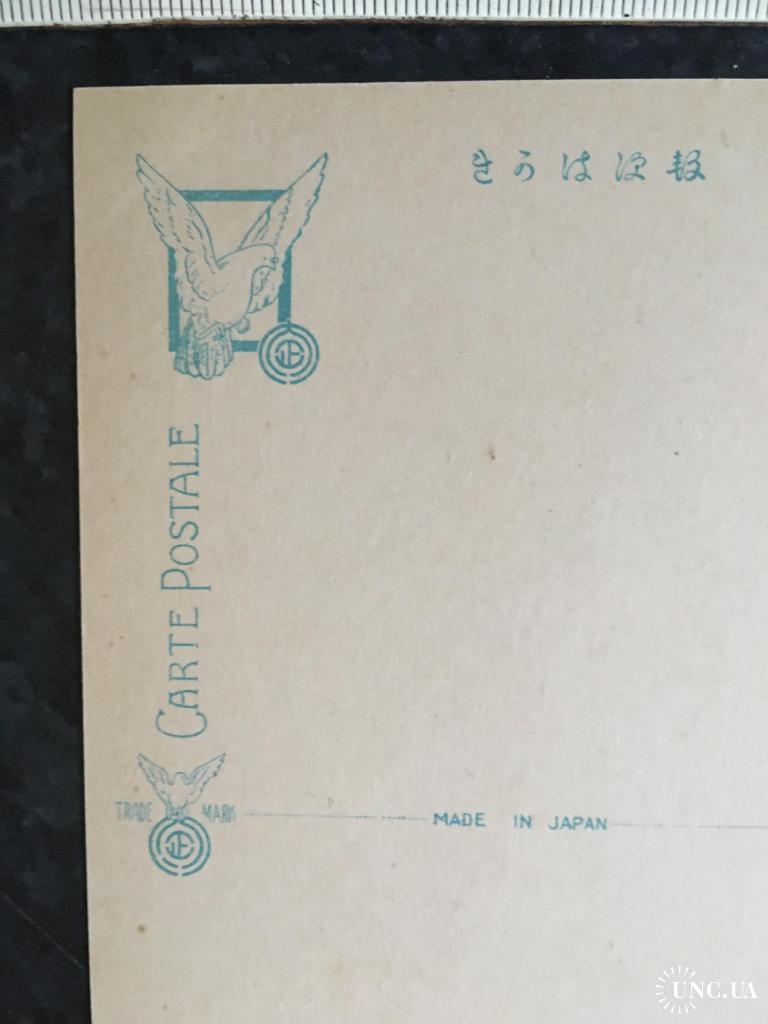 郵便はかき
CARTE POSTALE
TRADE MARK
MADE IN JAPAN
UNC.UA